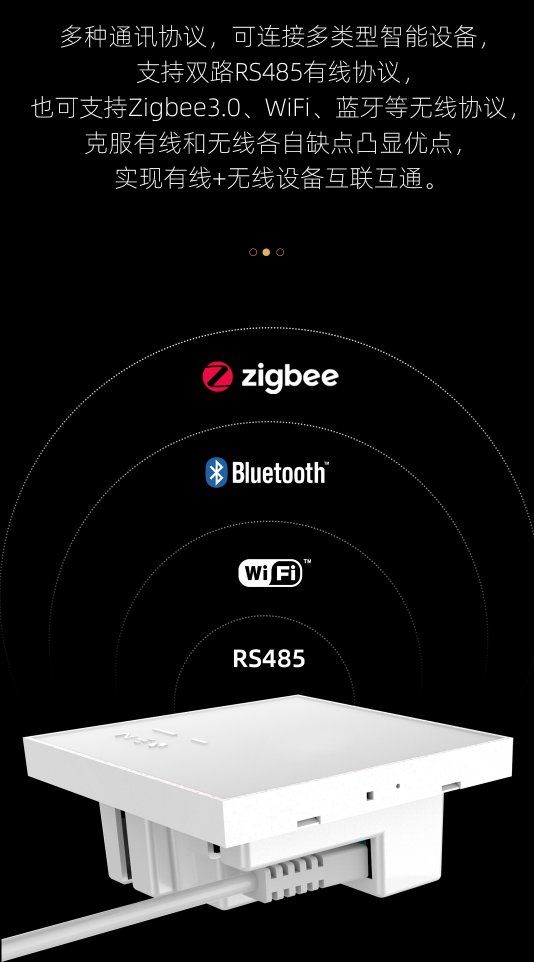 多种通讯协议，可连接多类型智能设备，
支持双路RS485有线协议，
也可支持Zigbee3.0、WiFi、蓝牙等无线协议，
克服有线和无线各自缺点凸显优点，
实现有线+无线设备互联互通。
zigbee
Bluetooth™
WiFi™
RS485